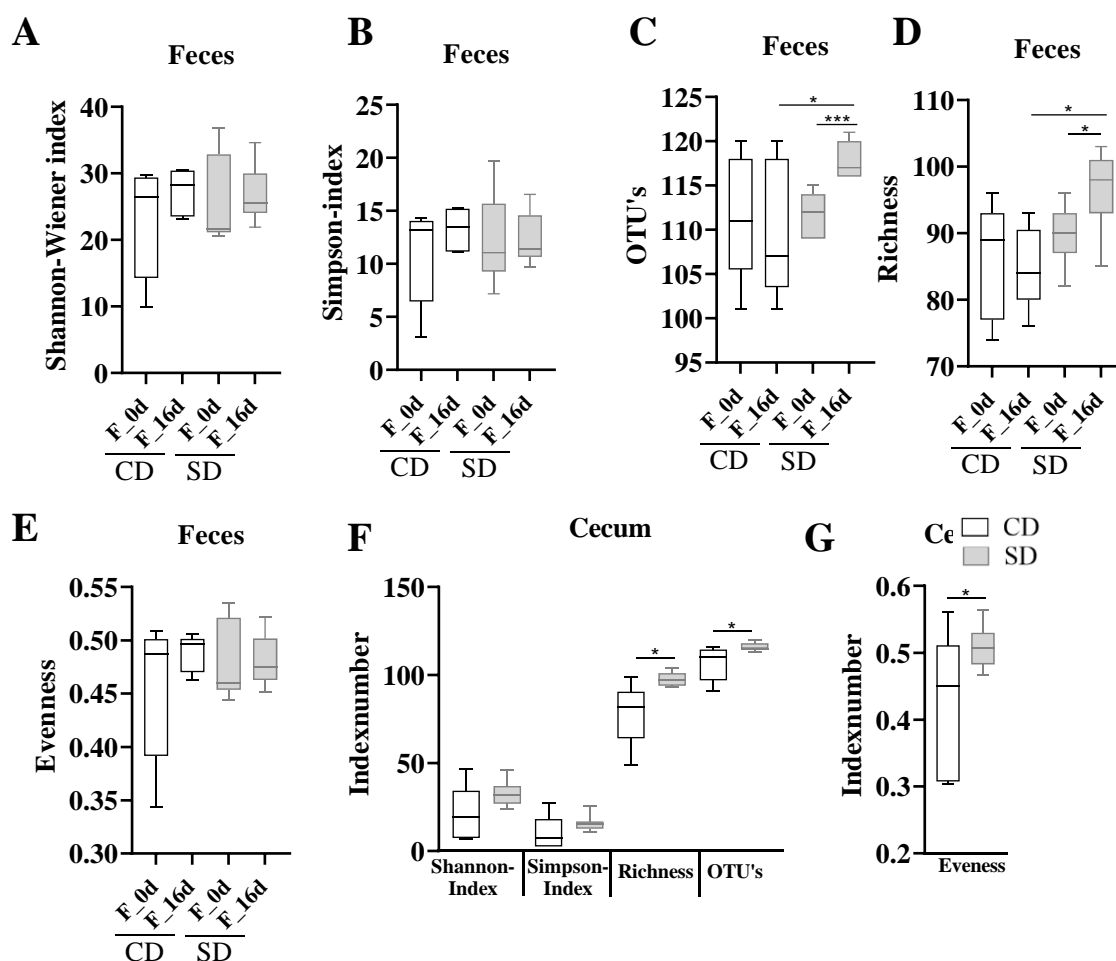 A
Feces
Shannon-Wiener index
40
30
20
10
0
F_0d
F_16d
F_0d
F_16d
CD
SD
B
Feces
Simpson-index
25
20
15
10
5
0
F_0d
F_16d
F_0d
F_16d
CD
SD
C
Feces
OTU's
125
120
115
110
105
100
95
*
***
F_0d
F_16d
F_0d
F_16d
CD
SD
D
Feces
Richness
110
100
90
80
70
*
*
F_0d
F_16d
F_0d
F_16d
CD
SD
E
Feces
Evenness
0.55
0.50
0.45
0.40
0.35
0.30
F_0d
F_16d
F_0d
F_16d
CD
SD
F
Cecum
Indexnumber
150
100
50
0
*
*
Shannon-
Index
Simpson-
Index
Richness
OTU's
G
Ce
CD
SD
Indexnumber
0.6
0.5
0.4
0.3
0.2
*
Eveness